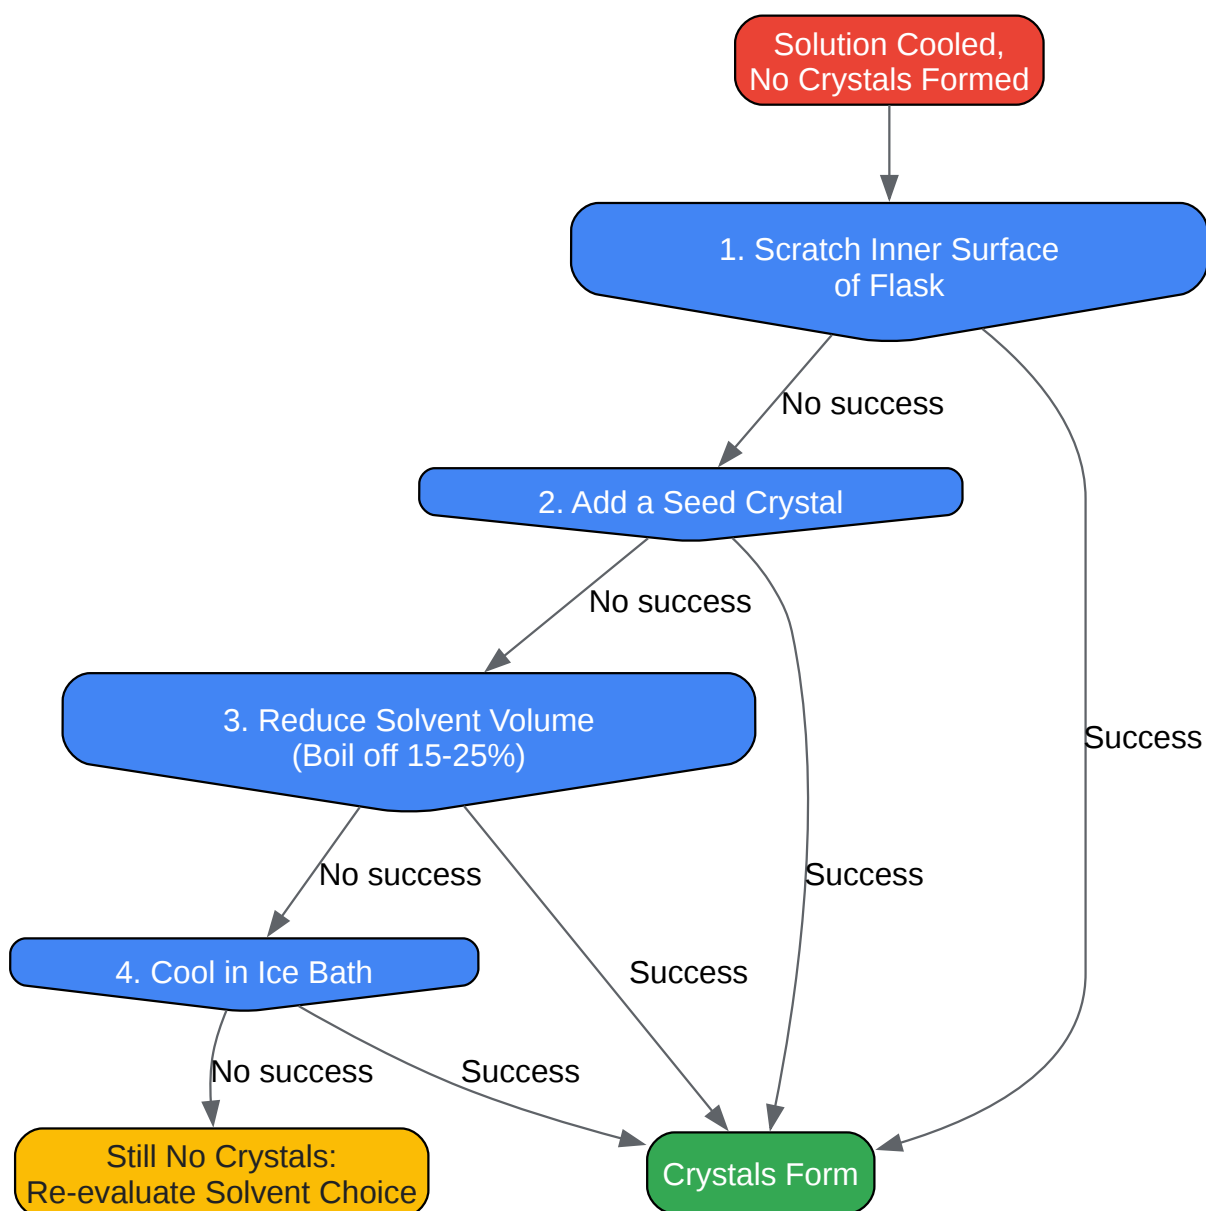 Solution Cooled,
No Crystals Formed
1. Scratch Inner Surface
of Flask
No success
2. Add a Seed Crystal
No success
3. Reduce Solvent Volume
(Boil off 15-25%)
Success
No success
Success
4. Cool in Ice Bath
Success
No success
Success
Still No Crystals:
Re-evaluate Solvent Choice
Crystals Form